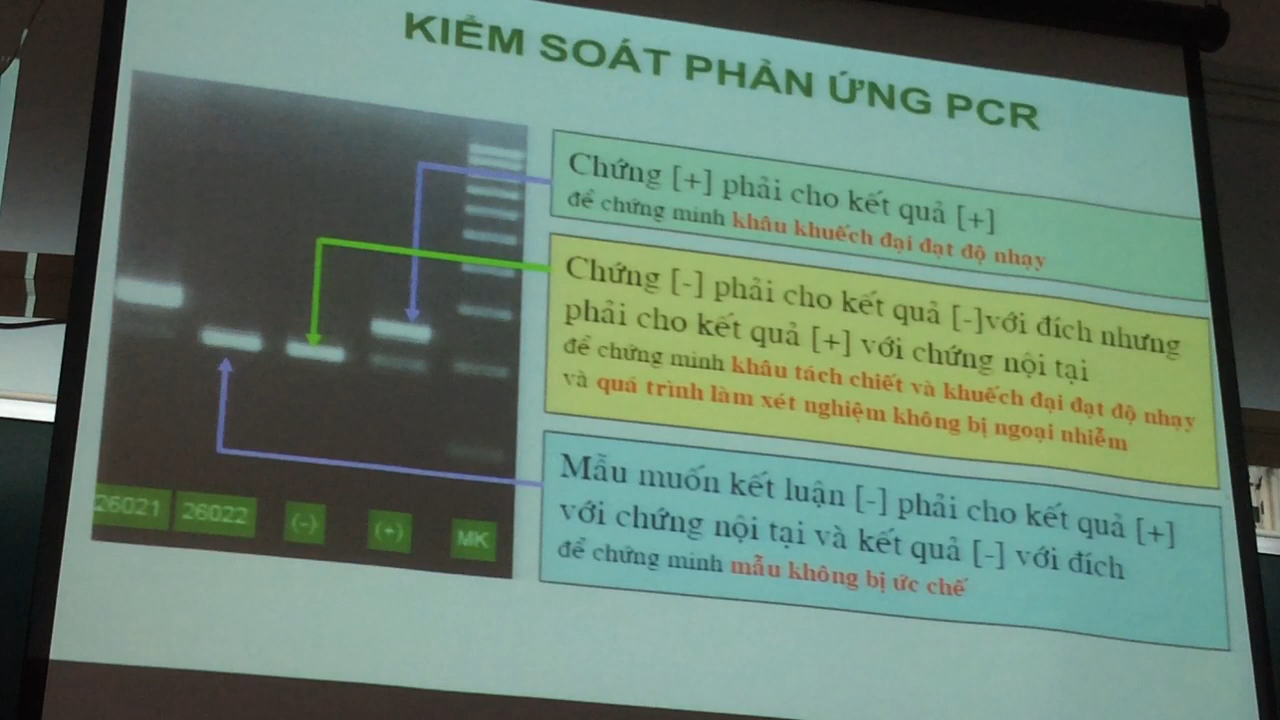 KIỂM SOÁT PHẢN ỨNG PCR
Chứng [+] phải cho kết quả [+]
để chứng minh khâu khuếch đại đạt độ nhạy
Chứng [-] phải cho kết quả [-]với đích nhưng
phải cho kết quả [+] với chứng nội tại
để chứng minh khâu tách chiết và khuếch đại đạt độ nhạy
và quá trình làm xét nghiệm không bị ngoại nhiễm
Mẫu muốn kết luận [-] phải cho kết quả [+]
với chứng nội tại và kết quả [-] với đích
để chứng minh mẫu không bị ức chế
26021 26022 (-) (+) MK